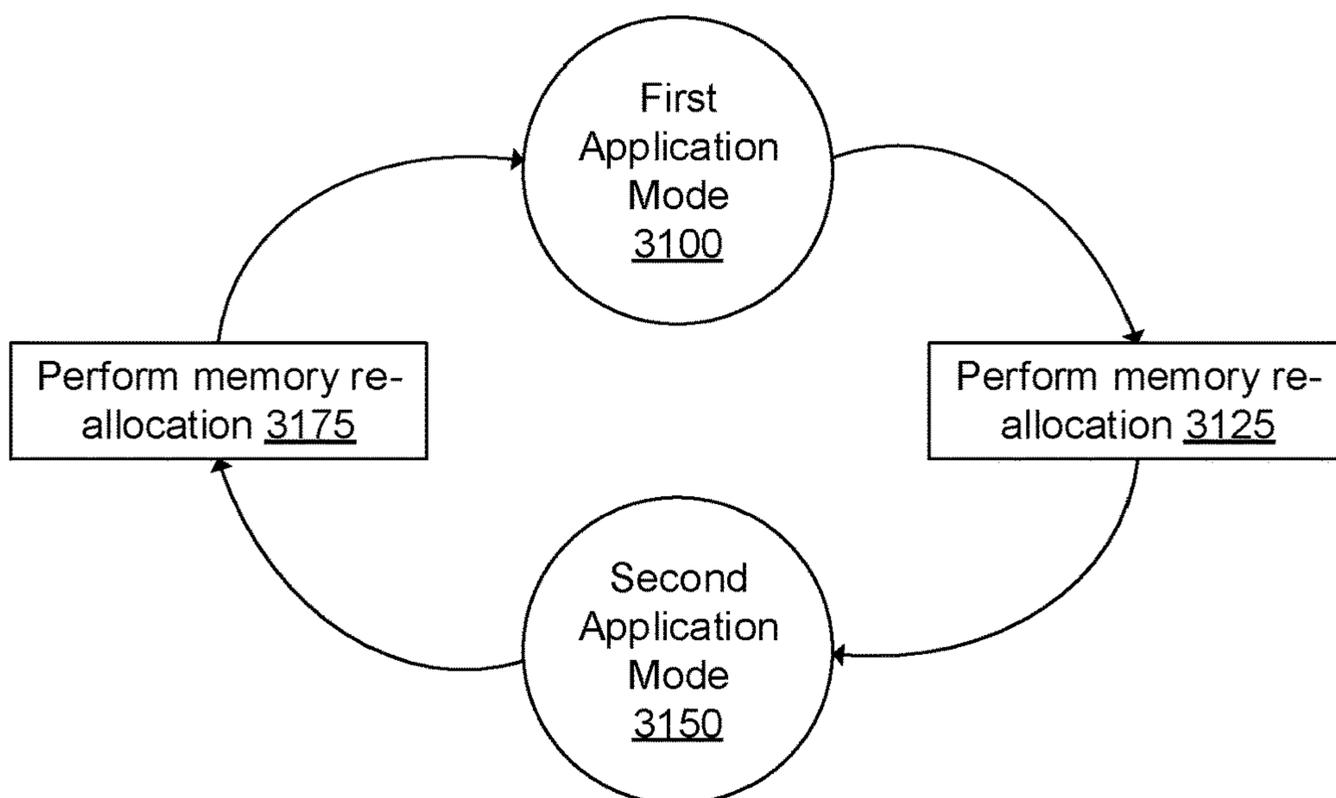 First
Application
Mode
3100
Perform memory re-
allocation 3175
Perform memory re-
allocation 3125
Second
Application
Mode
3150